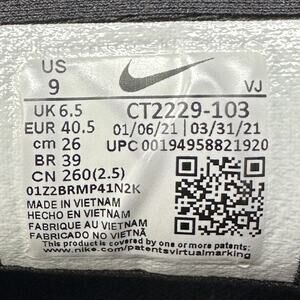 US
9
VJ
UK 6.5
CT2229-103
EUR 40.5
01/06/21 | 03/31/21
cm 26
UPC 00194958821920
BR 39
CN 260(2.5)
01Z2BRMP41N2K
MADE IN VIETNAM
HECHO EN VIETNAM
FABRIQUE AU VIETNAM
FABRICADO NO VIETNÃ
This product may be covered by one or more patents;
www.nike.com/patentsvirtualmarking